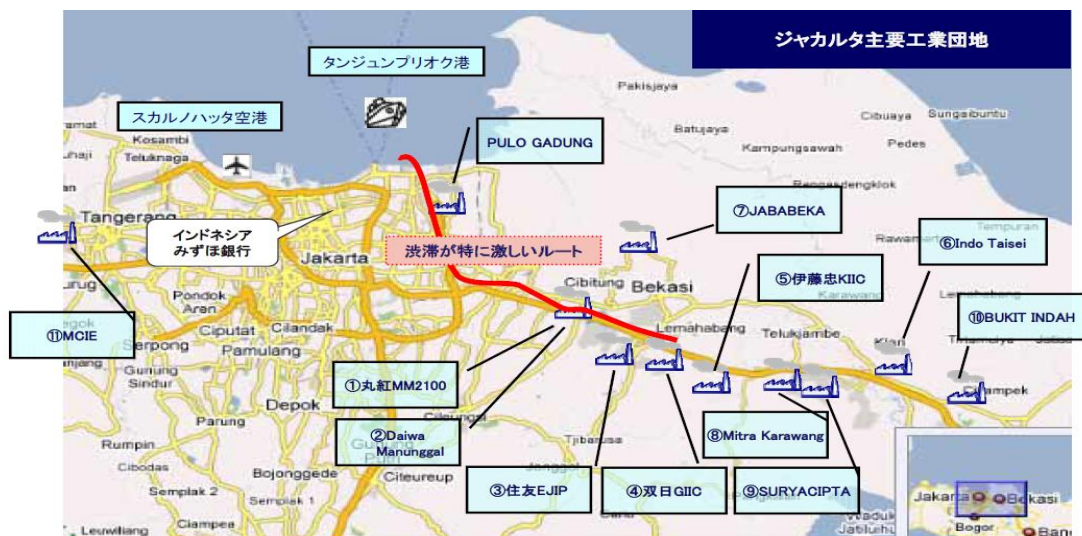 ジャカルタ主要工業団地
タンジュンプリオク港
スカルノハッタ空港
PULO GADUNG
Pakisjaya
Cibuaya
Sungaibuntu
Batujaya
Pedes
Kampungsawah
Rengasdengklok
Kosambi
Teluknaga
Tangerang
インドネシア
みずほ銀行
Jakarta
渋滞が特に激しいルート
⑦JABABEKA
Tempuran
⑥Indo Taisei
Cibitung
Bekasi
⑤伊藤忠KIIC
Karawang
Lemahabang
Telukjambe
Klari
⑩BUKIT INDAH
Cikampek
Pondok
Aren
Ciputat
Cilandak
⑪MCIE
Serpong
Pamulang
Gunung
Sindur
①丸紅MM2100
Depok
Cileungsi
Parung
②Daiwa
Manunggal
⑧Mitra Karawang
Rumpin
Cibodas
Tjibarusa
Bojonggede
Citeureup
③住友EJIP
④双日GIIC
⑨SURYACIPTA
Semplak 2
Semplak 1
Leuwiliang
Ciampea
Jakarta
Bekasi
Bogor